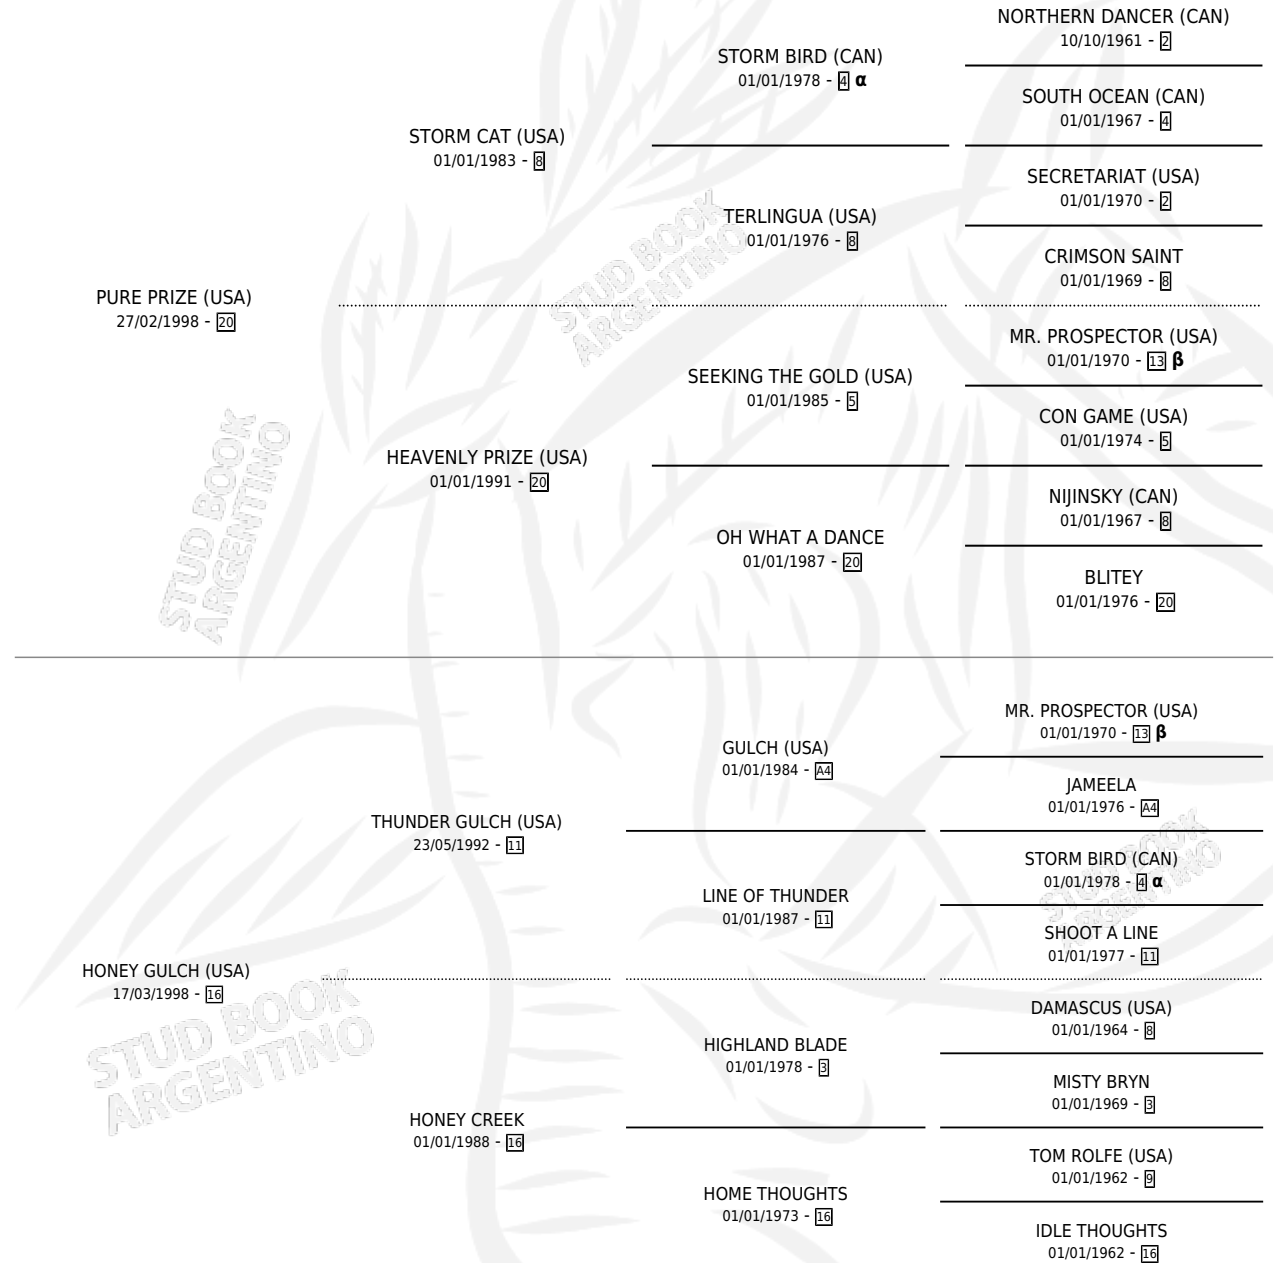 NORTHERN DANCER (CAN)
10/10/1961 - 2
STORM BIRD (CAN)
01/01/1978 - 4 α
SOUTH OCEAN (CAN)
01/01/1967 - 4
STORM CAT (USA)
01/01/1983 - 8
SECRETARIAT (USA)
01/01/1970 - 2
TERLINGUA (USA)
01/01/1976 - 8
CRIMSON SAINT
01/01/1969 - 8
STUD BOOK
ARGENTINO
PURE PRIZE (USA)
27/02/1998 - 20
MR. PROSPECTOR (USA)
01/01/1970 - 13 β
SEEKING THE GOLD (USA)
01/01/1985 - 5
CON GAME (USA)
01/01/1974 - 5
HEAVENLY PRIZE (USA)
01/01/1991 - 20
NIJINSKY (CAN)
01/01/1967 - 8
OH WHAT A DANCE
01/01/1987 - 20
BLITEY
01/01/1976 - 20
STUD BOOK
ARGENTINO
MR. PROSPECTOR (USA)
01/01/1970 - 13 β
GULCH (USA)
01/01/1984 - A4
JAMEELA
01/01/1976 - A4
THUNDER GULCH (USA)
23/05/1992 - 11
STORM BIRD (CAN)
01/01/1978 - 4 α
LINE OF THUNDER
01/01/1987 - 11
SHOOT A LINE
01/01/1977 - 11
STUD BOOK
ARGENTINO
HONEY GULCH (USA)
17/03/1998 - 16
DAMASCUS (USA)
01/01/1964 - 8
HIGHLAND BLADE
01/01/1978 - 3
MISTY BRYN
01/01/1969 - 3
STUD BOOK
ARGENTINO
HONEY CREEK
01/01/1988 - 16
TOM ROLFE (USA)
01/01/1962 - 9
HOME THOUGHTS
01/01/1973 - 16
IDLE THOUGHTS
01/01/1962 - 16